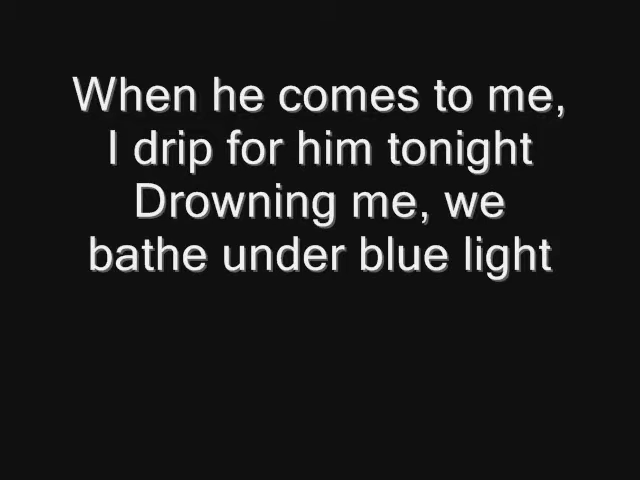 When he comes to me,
I drip for him tonight
Drowning me, we
bathe under blue light